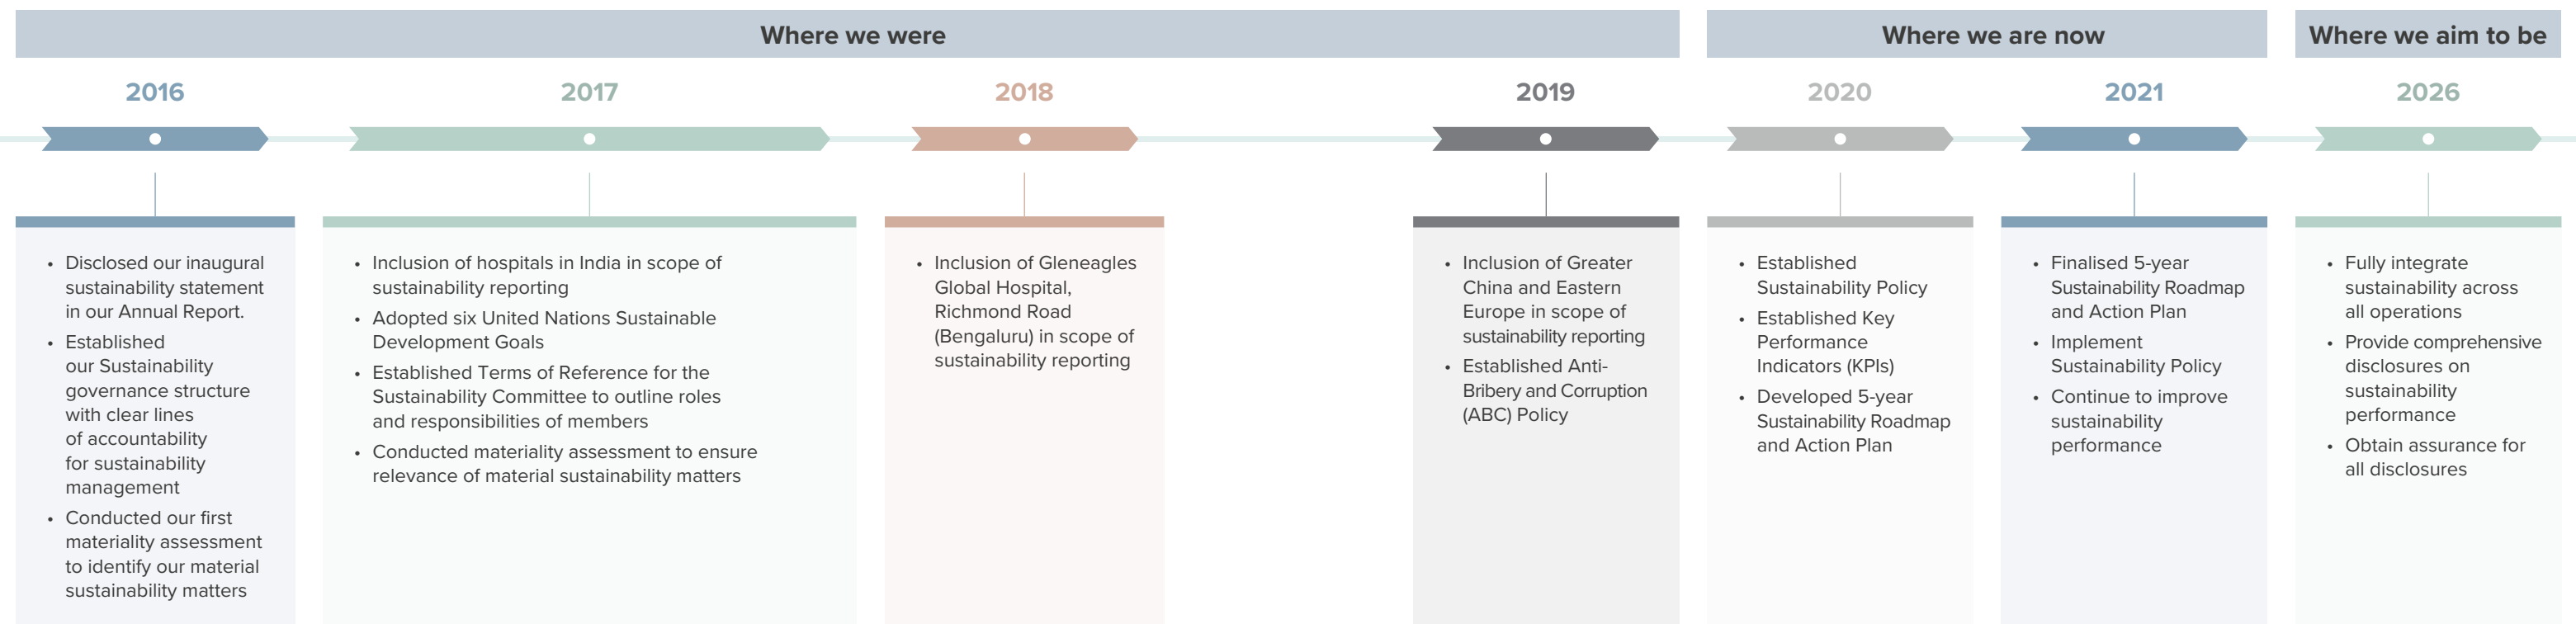 Where we were
Where we are now
Where we aim to be
2016
2017
2018
2019
2020
2021
2026
• Disclosed our inaugural
sustainability statement
in our Annual Report.
• Established
our Sustainability
governance structure
with clear lines
of accountability
for sustainability
management
• Conducted our first
materiality assessment
to identify our material
sustainability matters
• Inclusion of hospitals in India in scope of
sustainability reporting
• Adopted six United Nations Sustainable
Development Goals
• Established Terms of Reference for the
Sustainability Committee to outline roles
and responsibilities of members
• Conducted materiality assessment to ensure
relevance of material sustainability matters
• Inclusion of Gleneagles
Global Hospital,
Richmond Road
(Bengaluru) in scope of
sustainability reporting
• Inclusion of Greater
China and Eastern
Europe in scope of
sustainability reporting
• Established Anti-
Bribery and Corruption
(ABC) Policy
• Established
Sustainability Policy
• Established Key
Performance
Indicators (KPIs)
• Developed 5-year
Sustainability Roadmap
and Action Plan
• Finalised 5-year
Sustainability Roadmap
and Action Plan
• Implement
Sustainability Policy
• Continue to improve
sustainability
performance
• Fully integrate
sustainability across
all operations
• Provide comprehensive
disclosures on
sustainability
performance
• Obtain assurance for
all disclosures